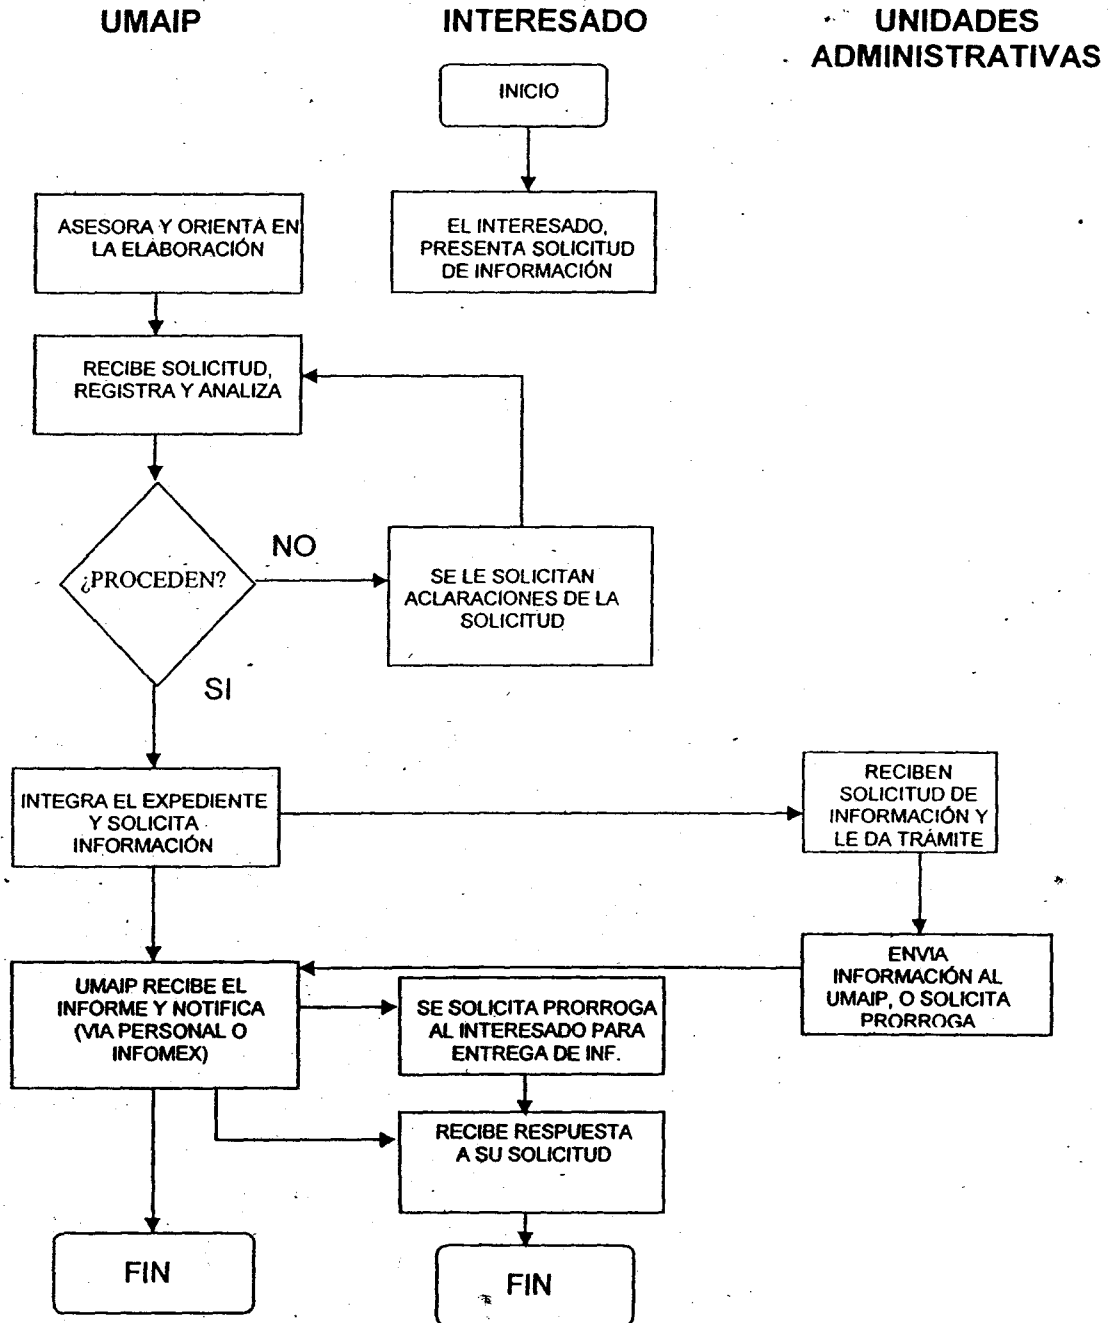 UMAIP
INTERESADO
UNIDADES
ADMINISTRATIVAS
INICIO
ASESORA Y ORIENTA EN
LA ELABORACIÓN
EL INTERESADO,
PRESENTA SOLICITUD
DE INFORMACIÓN
RECIBE SOLICITUD,
REGISTRA Y ANALIZA
¿PROCEDEN?
NO
SE LE SOLICITAN
ACLARACIONES DE LA
SOLICITUD
SI
INTEGRA EL EXPEDIENTE
Y SOLICITA
INFORMACIÓN
RECIBEN
SOLICITUD DE
INFORMACIÓN Y
LE DA TRÁMITE
UMAIP RECIBE EL
INFORME Y NOTIFICA
(VIA PERSONAL O
INFOMEX)
SE SOLICITA PRORROGA
AL INTERESADO PARA
ENTREGA DE INF.
ENVIA
INFORMACIÓN AL
UMAIP, O SOLICITA
PRORROGA
RECIBE RESPUESTA
A SU SOLICITUD
FIN
FIN